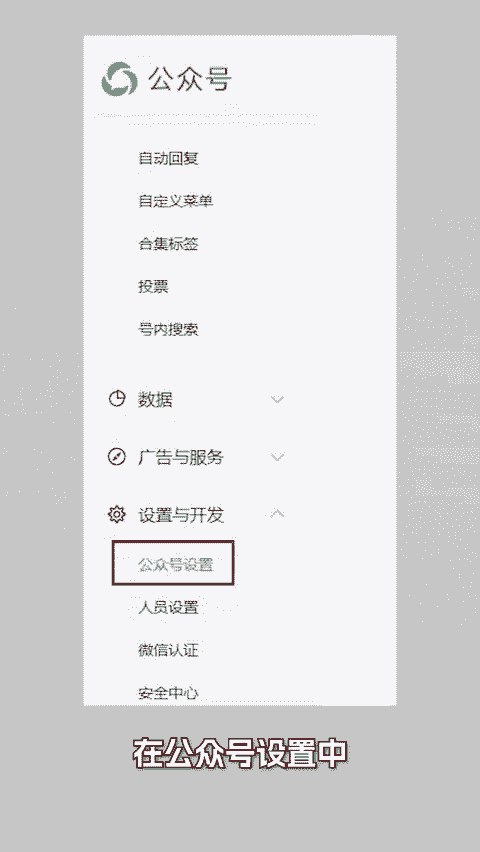 公众号
自动回复
自定义菜单
合集标签
投票
号内搜索
数据
广告与服务
设置与开发
公众号设置
人员设置
微信认证
安全中心
在公众号设置中